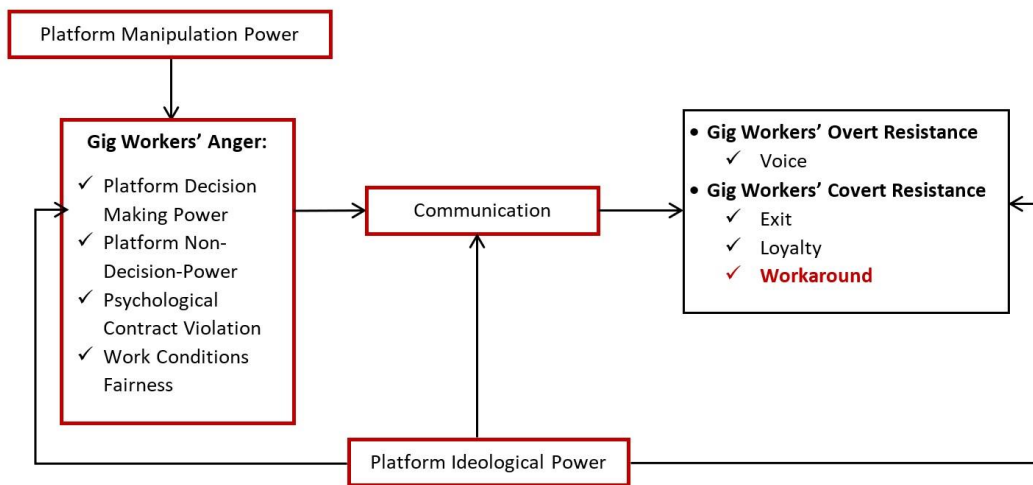 Platform Manipulation Power
Gig Workers' Anger:
✓ Platform Decision
Making Power
✓ Platform Non-
Decision-Power
✓ Psychological
Contract Violation
✓ Work Conditions
Fairness
Communication
• Gig Workers' Overt Resistance
✓ Voice
• Gig Workers' Covert Resistance
✓ Exit
✓ Loyalty
✓ Workaround
Platform Ideological Power